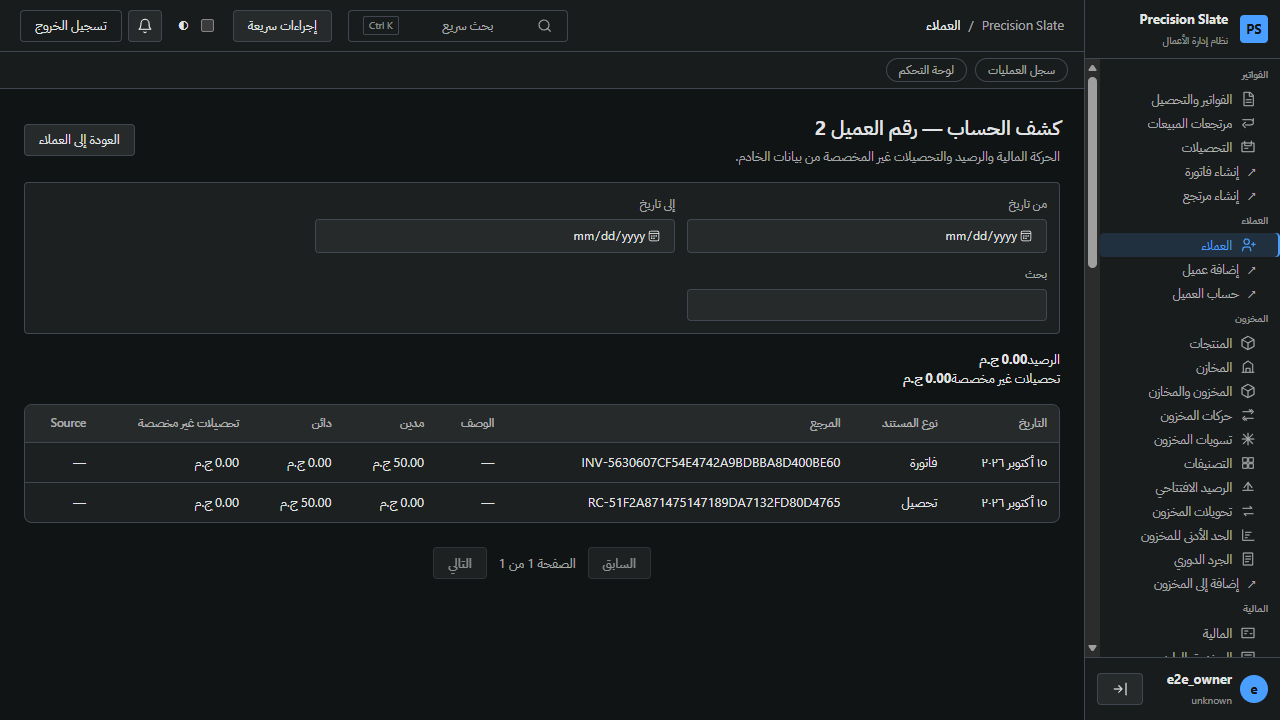 Precision Slate
نظام إدارة الأعمال
PS
الفواتير
الفواتير والتحصيل
مرتجعات المبيعات
التحصيلات
إنشاء فاتورة
إنشاء مرتجع
العملاء
العملاء
إضافة عميل
حساب العميل
المخزون
المنتجات
المخازن
المخزون والمخازن
حركات المخزون
تسويات المخزون
التصنيفات
الرصيد الافتتاحي
تحويلات المخزون
الحد الأدنى للمخزون
الجرد الدوري
إضافة إلى المخزون
المالية
المالية
e2e_owner
unknown
e
Precision Slate / العملاء
بحث سريع Ctrl K
إجراءات سريعة
تسجيل الخروج
سجل العمليات
لوحة التحكم
كشف الحساب — رقم العميل 2
الحركة المالية والرصيد والتحصيلات غير المخصصة من بيانات الخادم.
العودة إلى العملاء
من تاريخ
mm/dd/yyyy
إلى تاريخ
mm/dd/yyyy
بحث
الرصيد0.00 ج.م
تحصيلات غير مخصصة0.00 ج.م
التاريخ نوع المستند المرجع الوصف مدين دائن تحصيلات غير مخصصة Source
١٥ أكتوبر ٢٠٢٦ فاتورة INV-5630607CF54E4742A9BDBBA8D400BE60 — 50.00 ج.م 0.00 ج.م 0.00 ج.م —
١٥ أكتوبر ٢٠٢٦ تحصيل RC-51F2A871475147189DA7132FD80D4765 — 0.00 ج.م 50.00 ج.م 0.00 ج.م —
السابق الصفحة 1 من 1 التالي